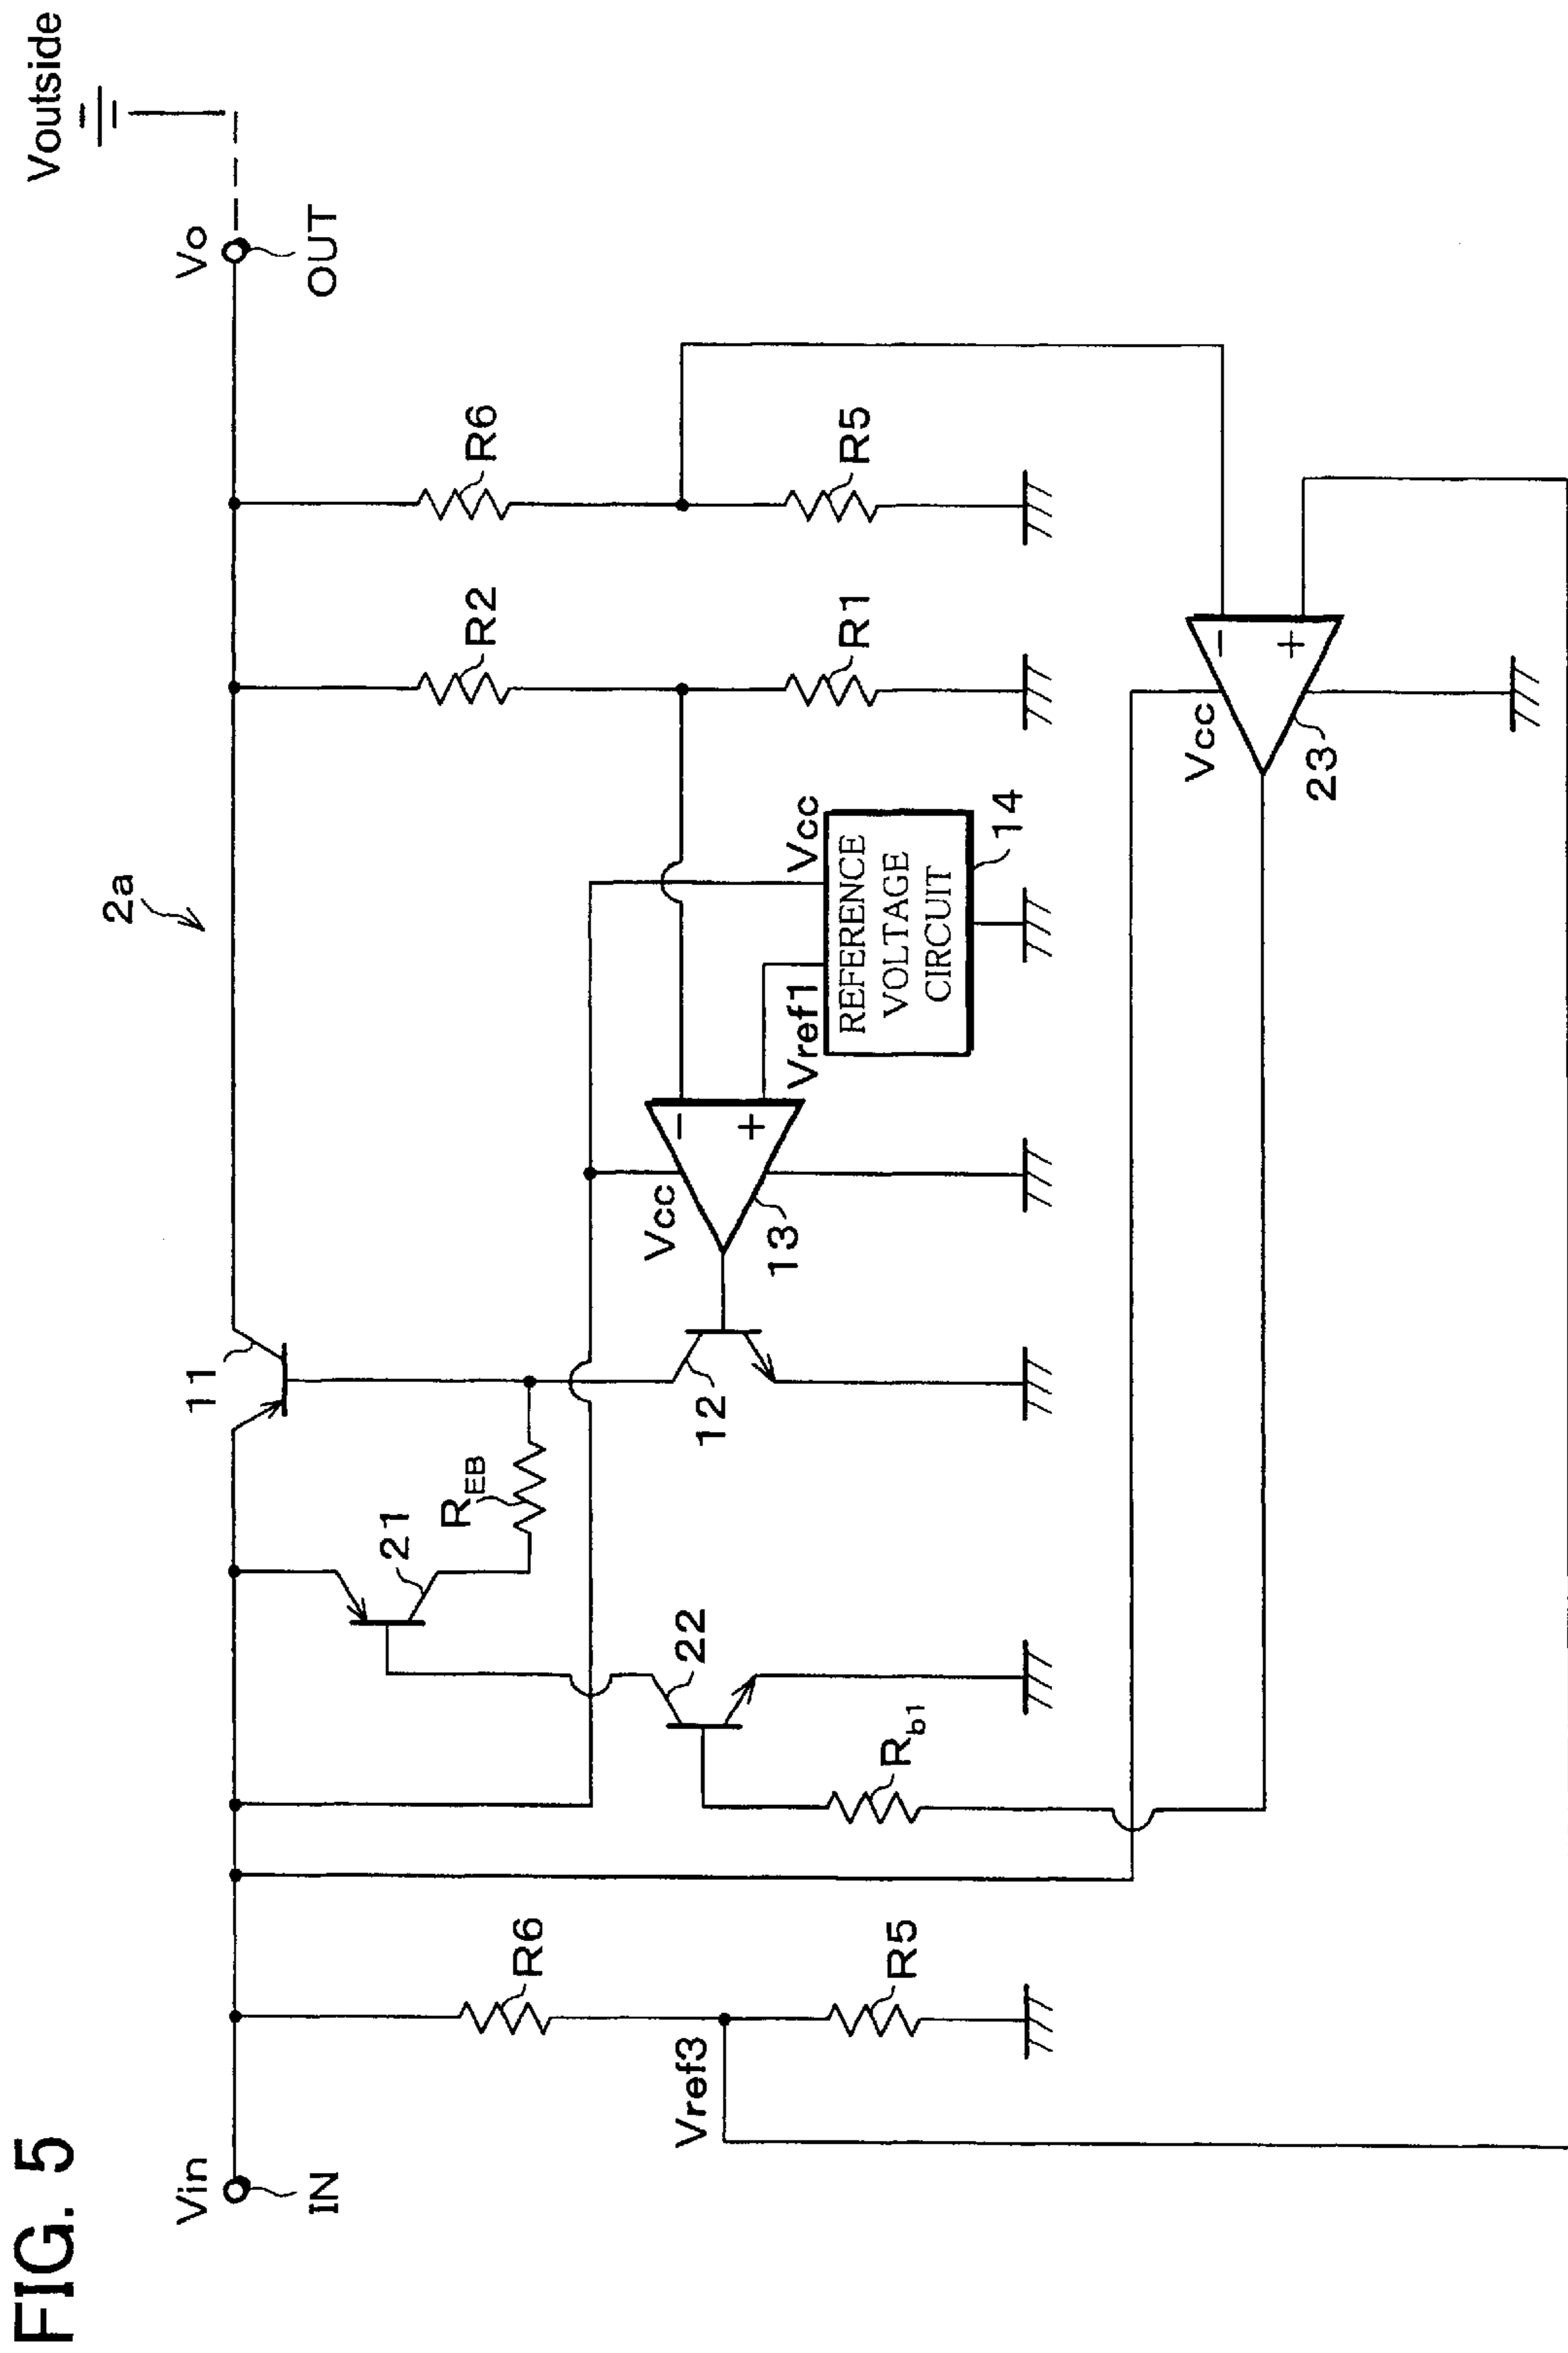 FIG. 5
2a
Vin
IN
Vo
OUT
Voutside
11
21
REB
R2
R6
R6
Vref3
R5
22
Rb1
12
Vcc
13
Vref1
Vcc
REFERENCE
VOLTAGE
CIRCUIT
14
R1
R5
−
+
Vcc
23
−
+